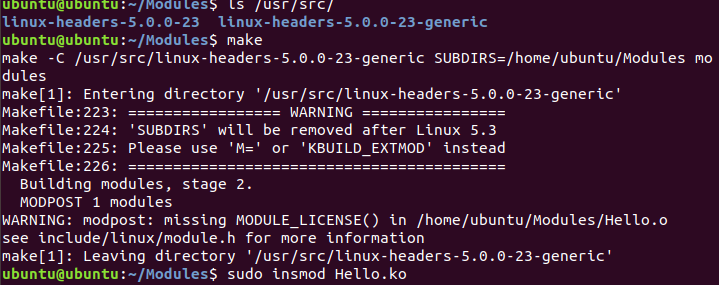 ubuntu@ubuntu:~/Modules$ ls /usr/src/
linux-headers-5.0.0-23  linux-headers-5.0.0-23-generic
ubuntu@ubuntu:~/Modules$ make
make -C /usr/src/linux-headers-5.0.0-23-generic SUBDIRS=/home/ubuntu/Modules mo
dules
make[1]: Entering directory '/usr/src/linux-headers-5.0.0-23-generic'
Makefile:223: ================= WARNING ================
Makefile:224: 'SUBDIRS' will be removed after Linux 5.3
Makefile:225: Please use 'M=' or 'KBUILD_EXTMOD' instead
Makefile:226: ==========================================
  Building modules, stage 2.
  MODPOST 1 modules
WARNING: modpost: missing MODULE_LICENSE() in /home/ubuntu/Modules/Hello.o
see include/linux/module.h for more information
make[1]: Leaving directory '/usr/src/linux-headers-5.0.0-23-generic'
ubuntu@ubuntu:~/Modules$ sudo insmod Hello.ko